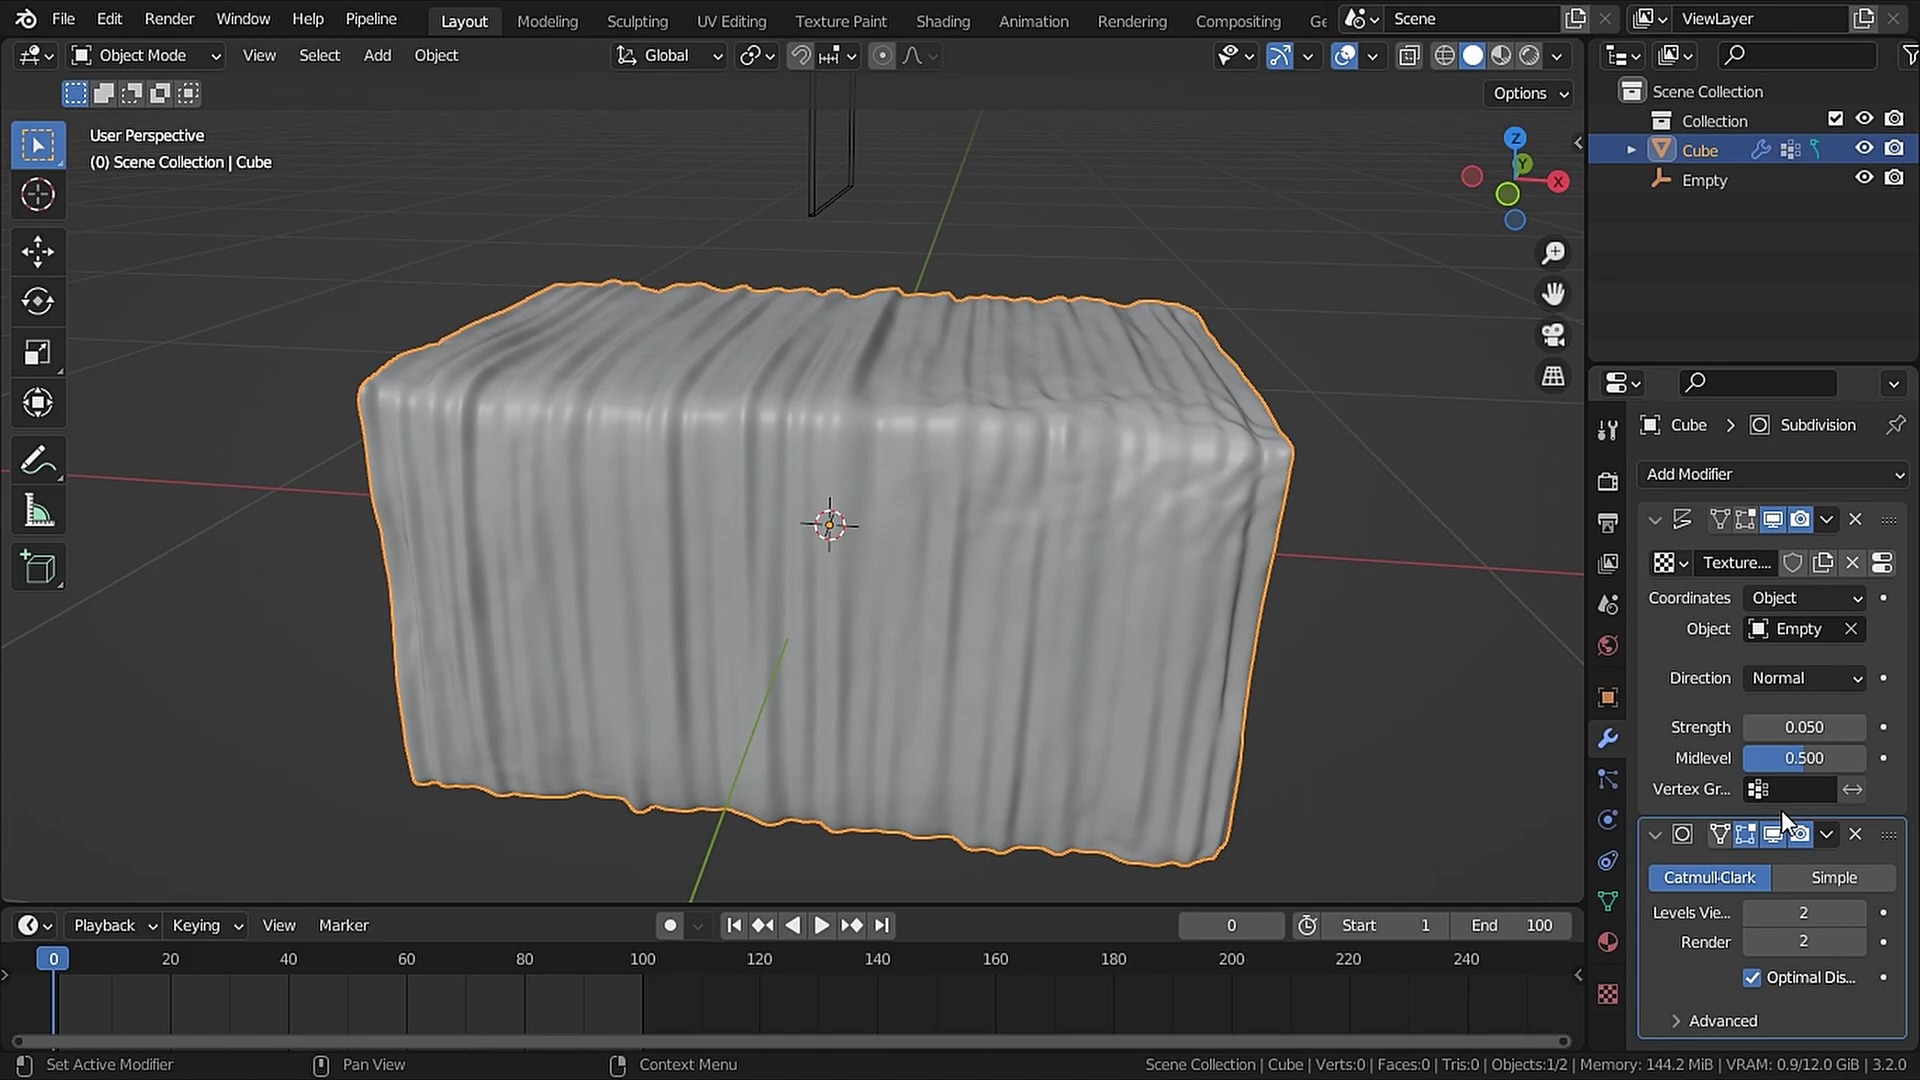 File Edit Render Window Help Pipeline Layout Modeling Sculpting UV Editing Texture Paint Shading Animation Rendering Compositing Ge Scene ViewLayer
Object Mode View Select Add Object Global
Options
User Perspective
(0) Scene Collection | Cube
Z
Y
X
Scene Collection
Collection
Cube
Empty
Cube > Subdivision
Add Modifier
Texture....
Coordinates Object
Object Empty
Direction Normal
Strength 0.050
Midlevel 0.500
Vertex Gr...
Catmull-Clark Simple
Levels Vie... 2
Render 2
Optimal Dis...
Advanced
Playback Keying View Marker 0 Start 1 End 100
0 20 40 60 80 100 120 140 160 180 200 220 240
Set Active Modifier Pan View Context Menu Scene Collection | Cube | Verts:0 | Faces:0 | Tris:0 | Objects:1/2 | Memory: 144.2 MiB | VRAM: 0.9/12.0 GiB | 3.2.0